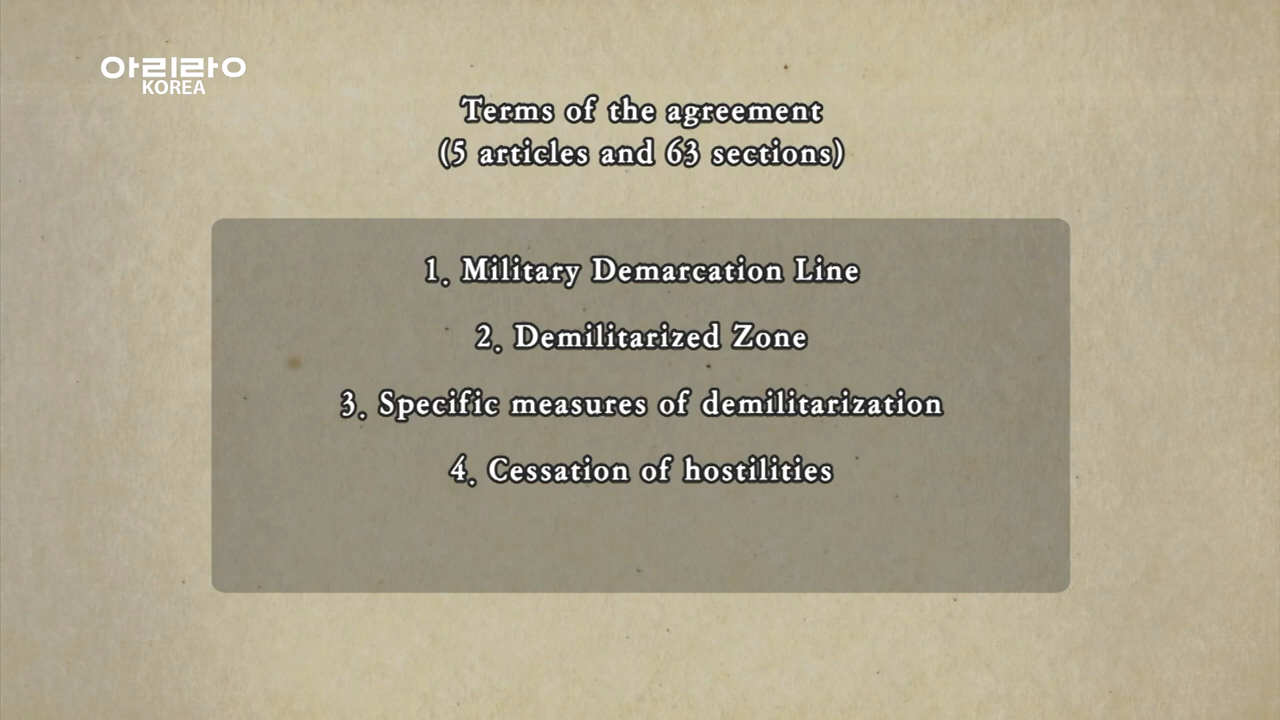 아리랑
KOREA
Terms of the agreement
(5 articles and 63 sections)
1. Military Demarcation Line
2. Demilitarized Zone
3. Specific measures of demilitarization
4. Cessation of hostilities